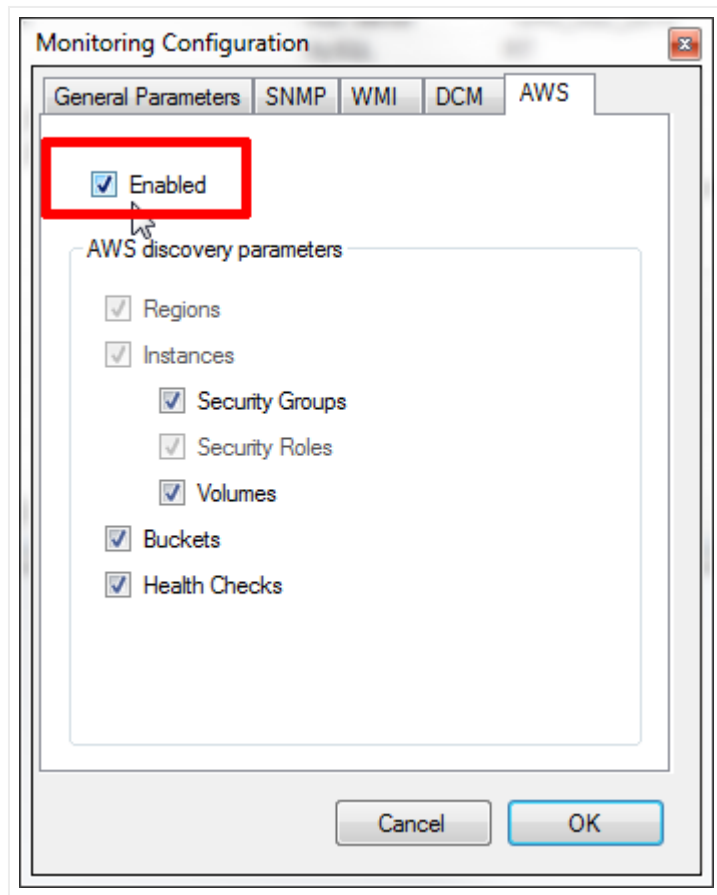 Monitoring Configuration
General Parameters SNMP WMI DCM AWS
Enabled
AWS discovery parameters
Regions
Instances
Security Groups
Security Roles
Volumes
Buckets
Health Checks
Cancel OK